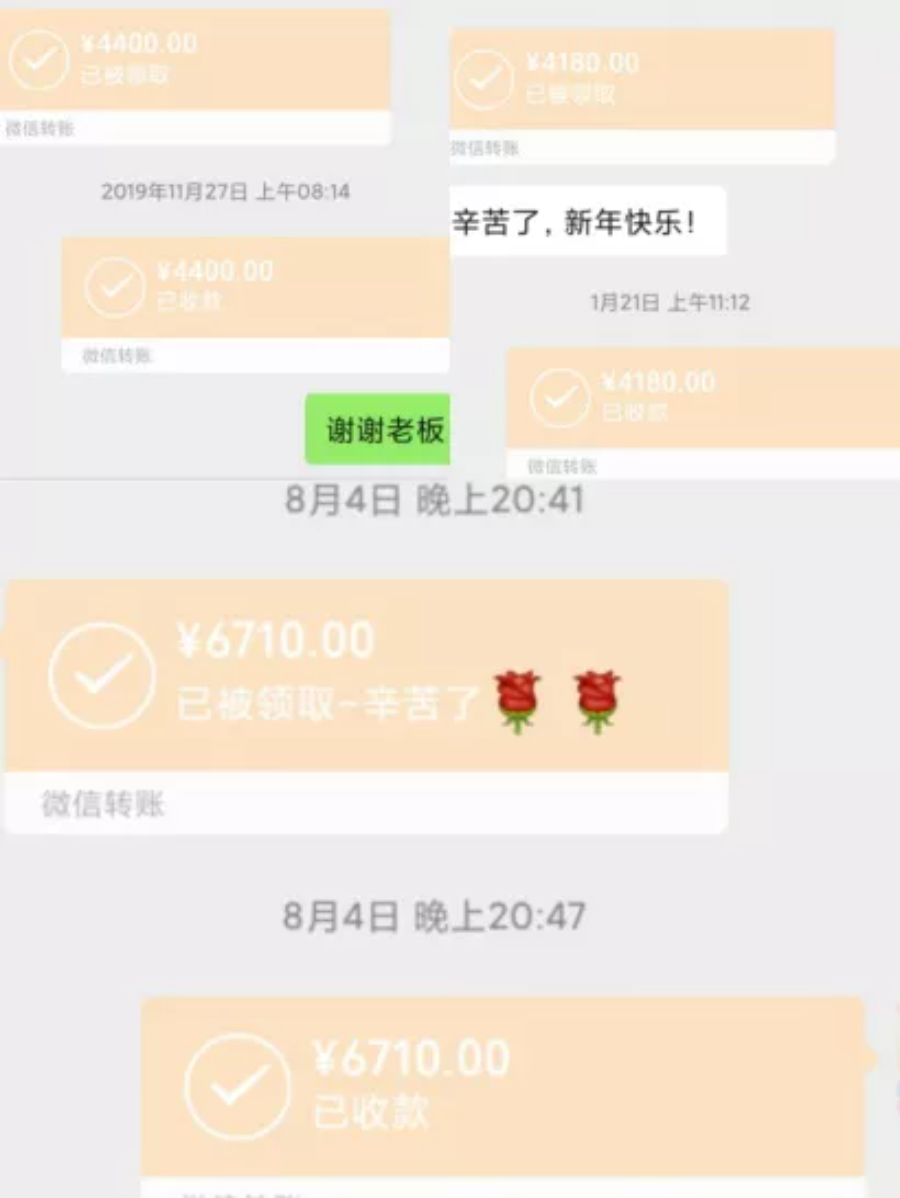 ¥4400.00
已被领取
微信转账
2019年11月27日 上午08:14
¥4400.00
已收款
微信转账
谢谢老板
¥4180.00
已被领取
微信转账
辛苦了，新年快乐！
1月21日 上午11:12
¥4180.00
已收款
微信转账
8月4日 晚上20:41
¥6710.00
已被领取~辛苦了🌹 🌹
微信转账
8月4日 晚上20:47
¥6710.00
已收款